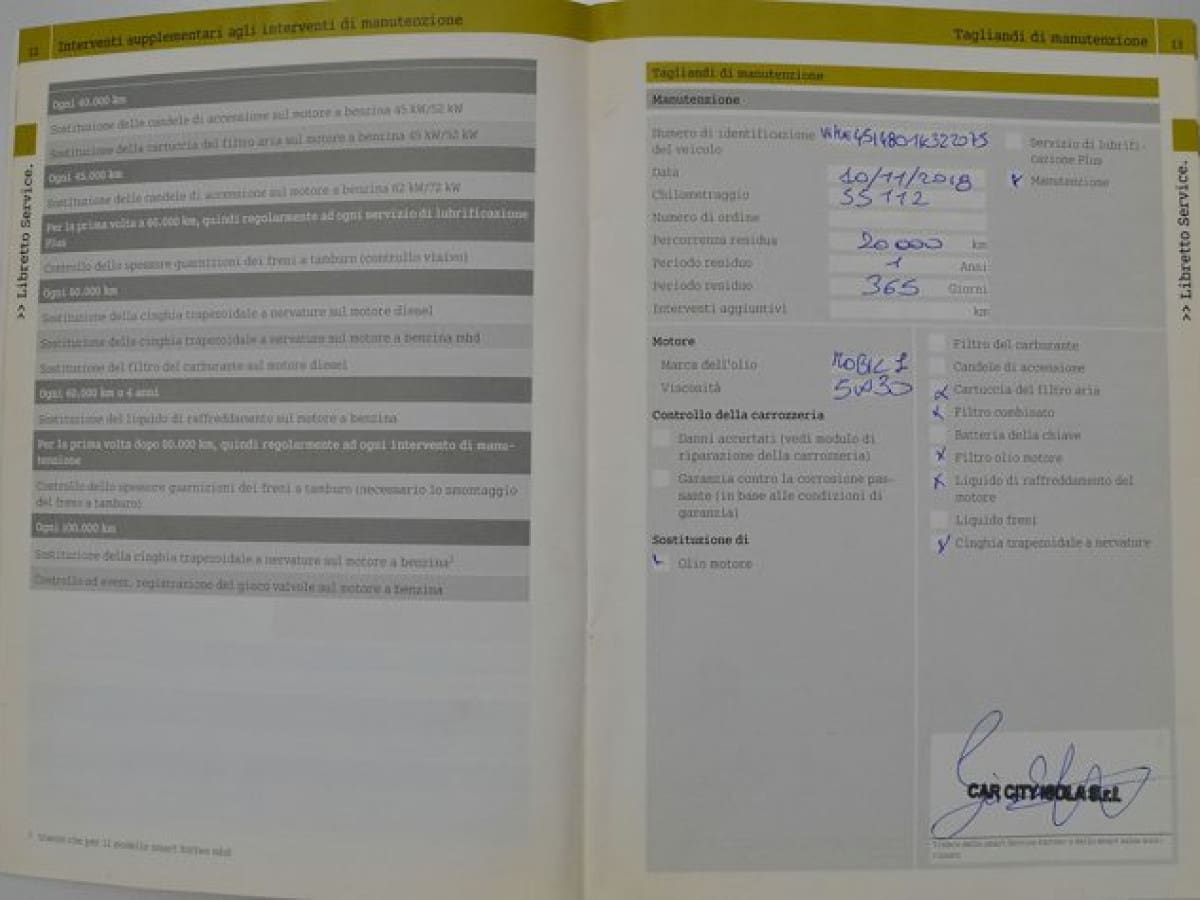 12 Interventi supplementari agli interventi di manutenzione
>> Libretto Service.
Ogni 40.000 km
Sostituzione delle candele di accensione sul motore a benzina 45 kW/52 kW
Sostituzione della cartuccia del filtro aria sul motore a benzina 45 kW/52 kW
Ogni 45.000 km
Sostituzione delle candele di accensione sul motore a benzina 62 kW/72 kW
Per la prima volta a 60.000 km, quindi regolarmente ad ogni servizio di lubrificazione
Plus
Controllo dello spessore guarnizioni dei freni a tamburo (controllo visivo)
Ogni 60.000 km
Sostituzione della cinghia trapezoidale a nervature sul motore diesel
Sostituzione della cinghia trapezoidale a nervature sul motore a benzina mhd
Sostituzione del filtro del carburante sul motore diesel
Ogni 60.000 km o 4 anni
Sostituzione del liquido di raffreddamento sul motore a benzina
Per la prima volta dopo 80.000 km, quindi regolarmente ad ogni intervento di manu-
tenzione
Controllo dello spessore guarnizioni dei freni a tamburo (necessario lo smontaggio
del freno a tamburo)
Ogni 100.000 km
Sostituzione della cinghia trapezoidale a nervature sul motore a benzina¹
Controllo ed event. registrazione del gioco valvole sul motore a benzina
Tagliandi di manutenzione 13
Tagliandi di manutenzione
Manutenzione
Numero di identificazione
del veicolo
Servizio di lubrifi-
cazione Plus
Data 10/11/2018
Manutenzione
Chilometraggio 55112
Numero di ordine
Percorrenza residua 20000 km
Periodo residuo 1 Anni
Periodo residuo 365 Giorni
Interventi aggiuntivi km
Motore
Marca dell'olio MOBIL 1
Viscosità 5W30
Controllo della carrozzeria
Danni accertati (vedi modulo di
riparazione della carrozzeria)
Garanzia contro la corrosione pas-
sante (in base alle condizioni di
garanzia)
Sostituzione di
Olio motore
Filtro del carburante
Candele di accensione
Cartuccia del filtro aria
Filtro combinato
Batteria della chiave
Filtro olio motore
Liquido di raffreddamento del
motore
Liquido freni
Cinghia trapezoidale a nervature
CAR CITY ISOLA S.r.l.
>> Libretto Service.